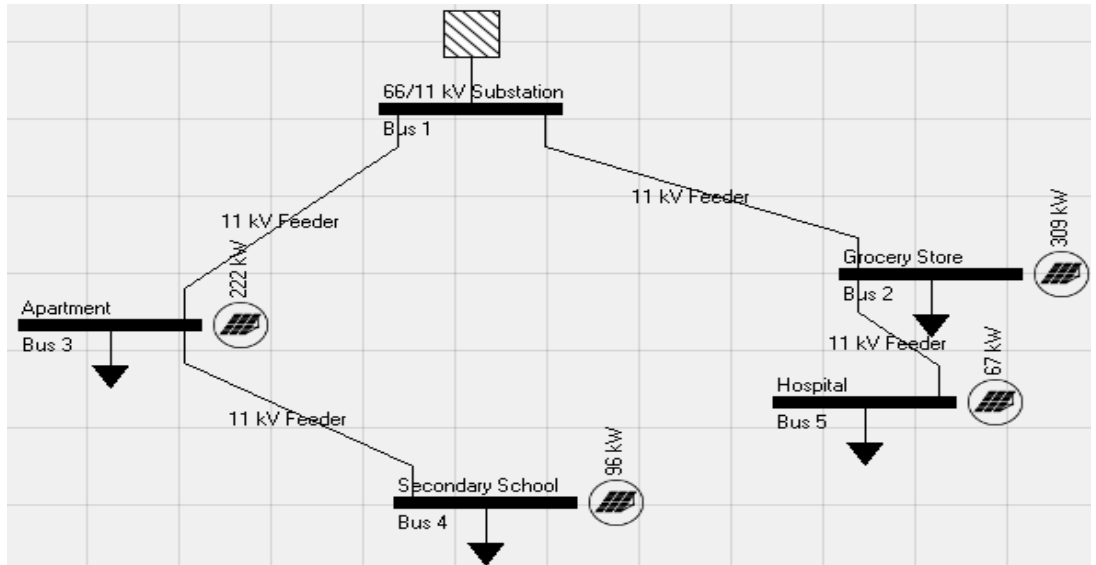 66/11 kV Substation
Bus 1
11 kV Feeder
11 kV Feeder
309 kW
Grocery Store
Bus 2
222 kW
Apartment
Bus 3
11 kV Feeder
67 kW
Hospital
Bus 5
11 kV Feeder
96 kW
Secondary School
Bus 4